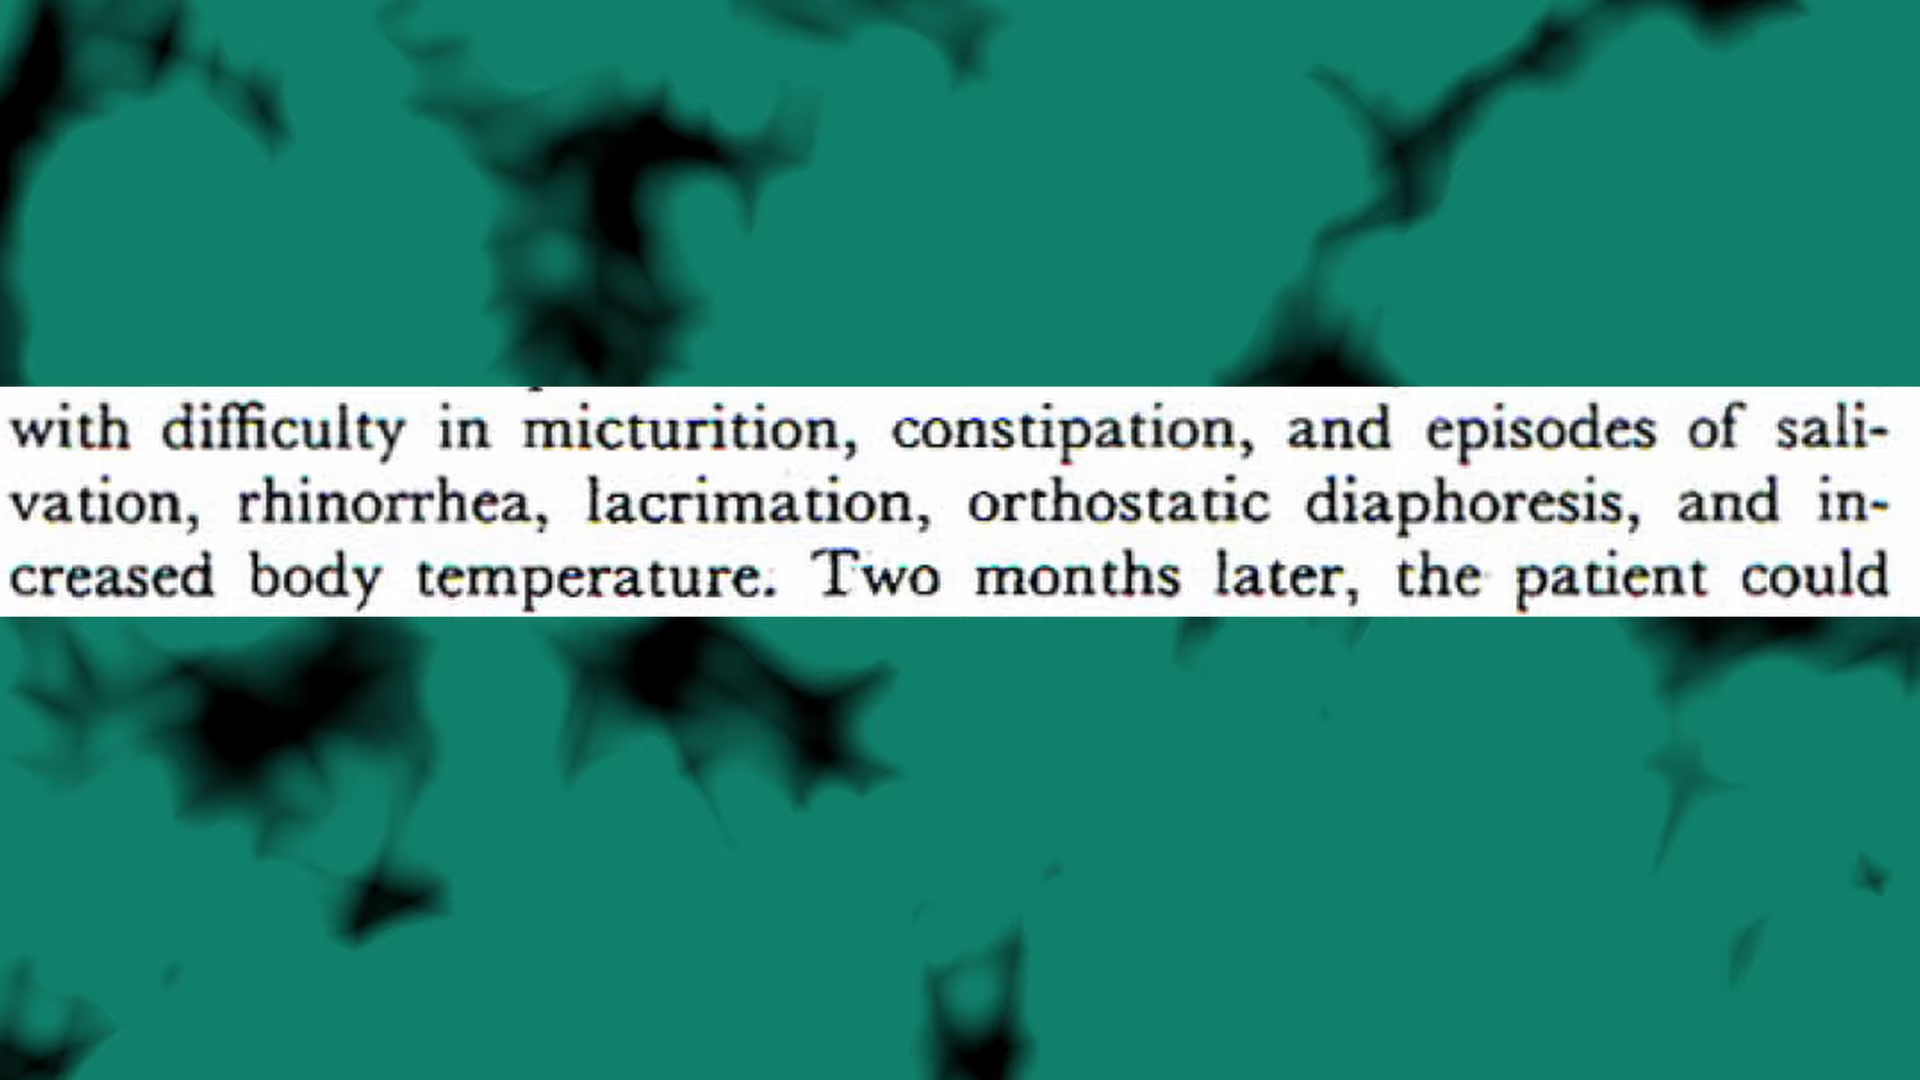 with difficulty in micturition, constipation, and episodes of sali-
vation, rhinorrhea, lacrimation, orthostatic diaphoresis, and in-
creased body temperature. Two months later, the patient could